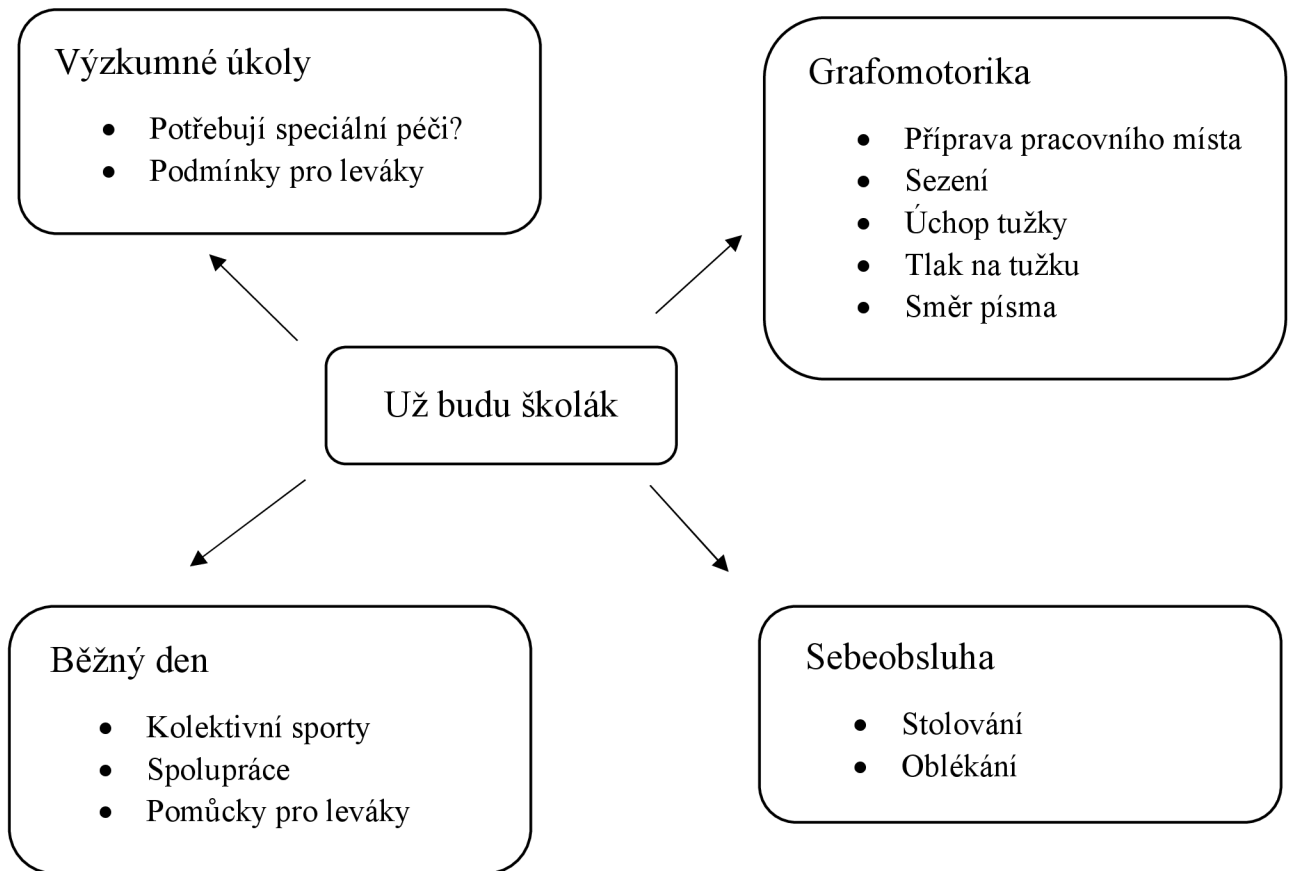 Výzkumné úkoly
• Potřebují speciální péči?
• Podmínky pro leváky
Grafomotorika
• Příprava pracovního místa
• Sezení
• Úchop tužky
• Tlak na tužku
• Směr písma
Už budu školák
Běžný den
• Kolektivní sporty
• Spolupráce
• Pomůcky pro leváky
Sebeobsluha
• Stolování
• Oblékání